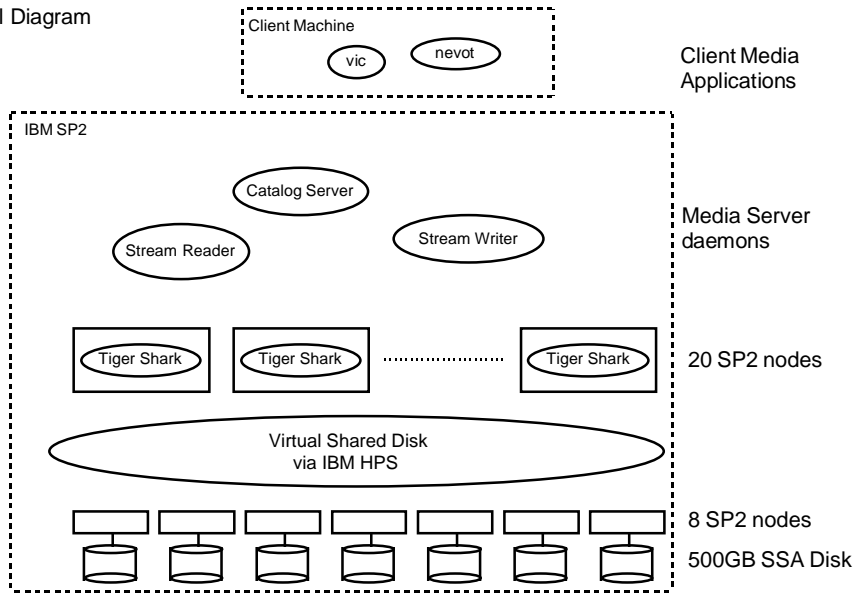 l Diagram
Client Machine
vic
nevot
Client Media
Applications
IBM SP2
Catalog Server
Stream Reader
Stream Writer
Media Server
daemons
Tiger Shark
Tiger Shark
Tiger Shark
20 SP2 nodes
Virtual Shared Disk
via IBM HPS
8 SP2 nodes
500GB SSA Disk